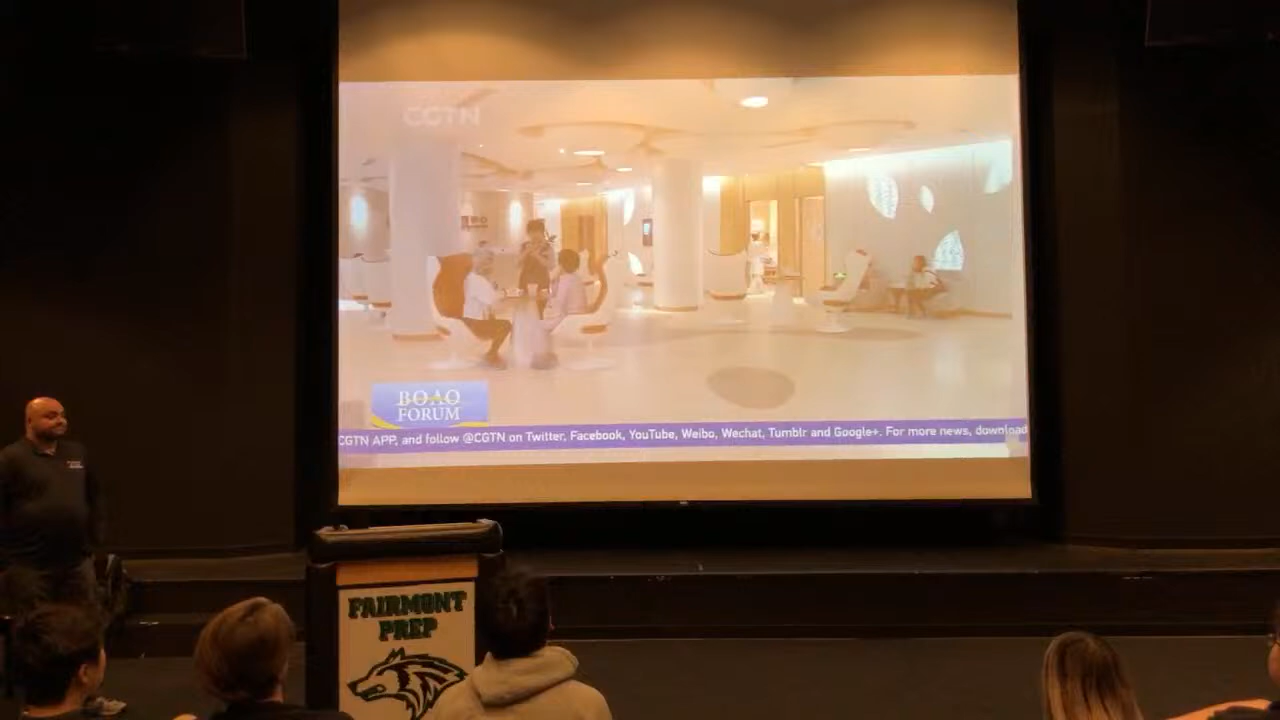 CGTN
BOAO
FORUM
CGTN APP, and follow @CGTN on Twitter, Facebook, YouTube, Weibo, Wechat, Tumblr and Google+. For more news, download
FAIRMONT
PREP